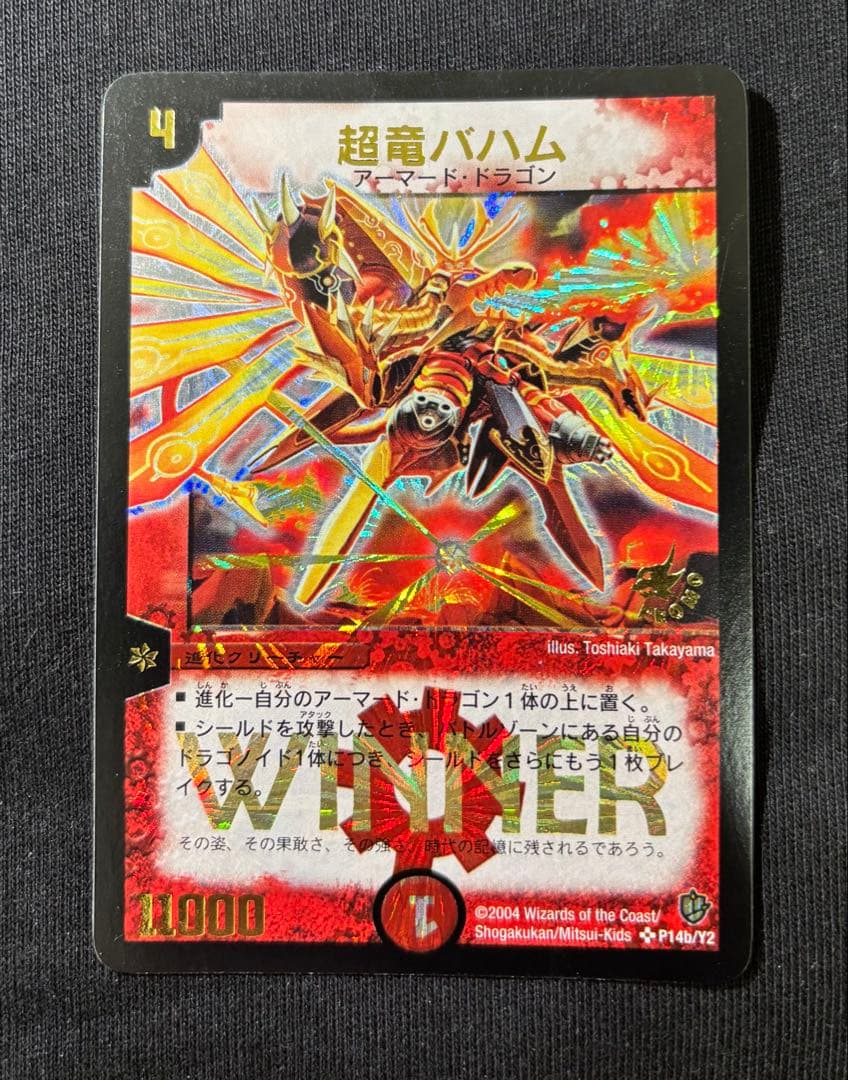 4
超竜バハム
アーマード・ドラゴン
TOHO
illus. Toshiaki Takayama
進化クリーチャー
■ 進化ー自分のアーマード・ドラゴン1体の上に置く。
■ シールドを攻撃したとき、バトルゾーンにある自分の
ドラゴノイド1体につき、シールドをさらにもう1枚ブレ
イクする。
WINNER
その姿、その果敢さ、その強さ、時代の記憶に残されるであろう。
11000
1
©2004 Wizards of the Coast/
Shogakukan/Mitsui-Kids P14b/Y2